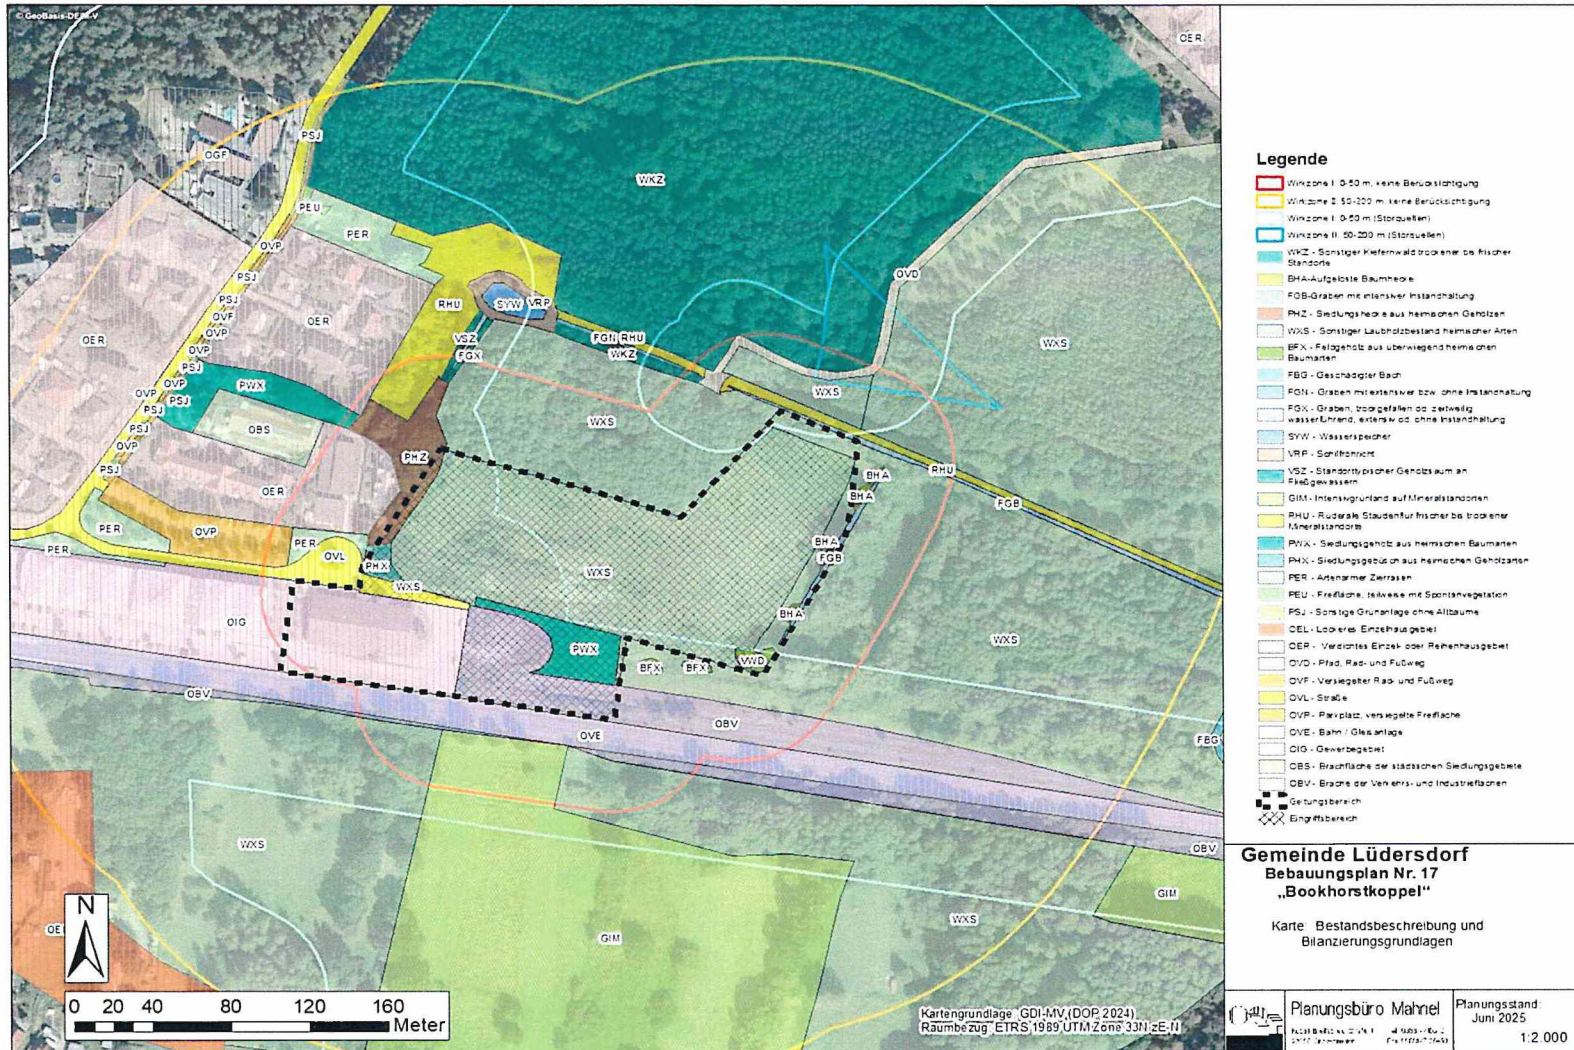 © GeoBasis-DE/M-V
OER
PSJ
OGF
WKZ
PEU
PER
OVP
PSJ
OVD
PSJ
RHU
SYW
VRP
OVF
OER
OVP
OER
VSZ
FGN
RHU
WXS
OVP
FGX
WKZ
PSJ
PWX
OVP
OVP
PSJ
WXS
PSJ
WXS
OBS
PSJ
OVP
PHZ
PSJ
BHA
RHU
OER
BHA
FGB
PER
OVP
PER
BHA
PER
OVL
FGB
PHX
WXS
WXS
BHA
OIG
WXS
PWX
VWD
BFX
BFX
OBV
OBV
OVE
FBG
WXS
OBV
GIM
WXS
GIM
N
0 20 40 80 120 160
Meter
Kartengrundlage: GDI-MV (DOP 2024)
Raumbezug: ETRS 1989 UTM Zone 33N zE-N
Legende
Wirkzone I: 0-50 m, keine Berücksichtigung
Wirkzone II: 50-200 m, keine Berücksichtigung
Wirkzone I: 0-50 m (Störquellen)
Wirkzone II: 50-200 m (Störquellen)
WKZ - Sonstiger Kiefernwald trockener bis frischer
Standorte
BHA-Aufgelöste Baumhecke
FGB-Graben mit intensiver Instandhaltung
PHZ - Siedlungshecke aus heimischen Gehölzen
WXS - Sonstiger Laubholzbestand heimischer Arten
BFX - Feldgehölz aus überwiegend heimischen
Baumarten
FBG - Geschädigter Bach
FGN - Graben mit extensiver bzw. ohne Instandhaltung
FGX - Graben, trockgefallen od. zeitweilig
wasserführend, extensiv od. ohne Instandhaltung
SYW - Wasserspeicher
VRP - Schilfröhricht
VSZ - Standorttypischer Gehölzsaum an
Fließgewässern
GIM - Intensivgrünland auf Mineralstandorten
RHU - Ruderale Staudenflur frischer bis trockener
Mineralstandorte
PWX - Siedlungsgehölz aus heimischen Baumarten
PHX - Siedlungsgebüsch aus heimischen Gehölzarten
PER - Artenarmer Zierrasen
PEU - Freifläche, teilweise mit Spontanvegetation
PSJ - Sonstige Grünanlage ohne Altbäume
OEL - Lockeres Einzelhausgebiet
OER - Verdichtes Einzel- oder Reihenhausgebiet
OVD - Pfad, Rad- und Fußweg
OVF - Versiegelter Rad- und Fußweg
OVL - Straße
OVP - Parkplatz, versiegelte Freifläche
OVE - Bahn / Gleisanlage
OIG - Gewerbegebiet
OBS - Brachfläche der städtischen Siedlungsgebiete
OBV - Brache der Verkehrs- und Industrieflächen
Geltungsbereich
Eingriffsbereich
Gemeinde Lüdersdorf
Bebauungsplan Nr. 17
„Bookhorstkoppel“
Karte: Bestandsbeschreibung und
Bilanzierungsgrundlagen
Planungsbüro Mahnel
Planungsstand:
Juni 2025
1:2.000